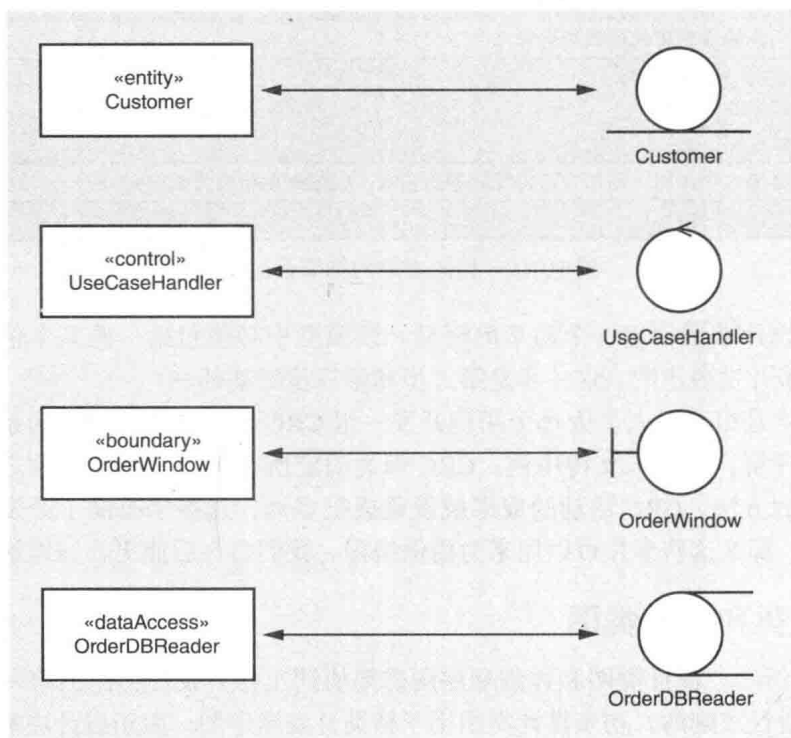 «entity»
Customer
Customer
«control»
UseCaseHandler
UseCaseHandler
«boundary»
OrderWindow
OrderWindow
«dataAccess»
OrderDBReader
OrderDBReader